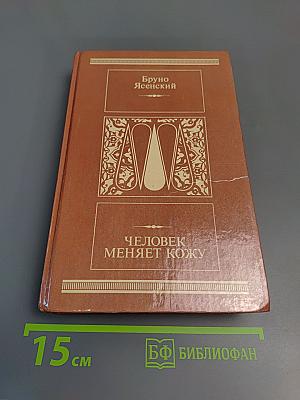 Бруно
Ясенский
ЧЕЛОВЕК
МЕНЯЕТ КОЖУ
15 см
БФ БИБЛИОФАН